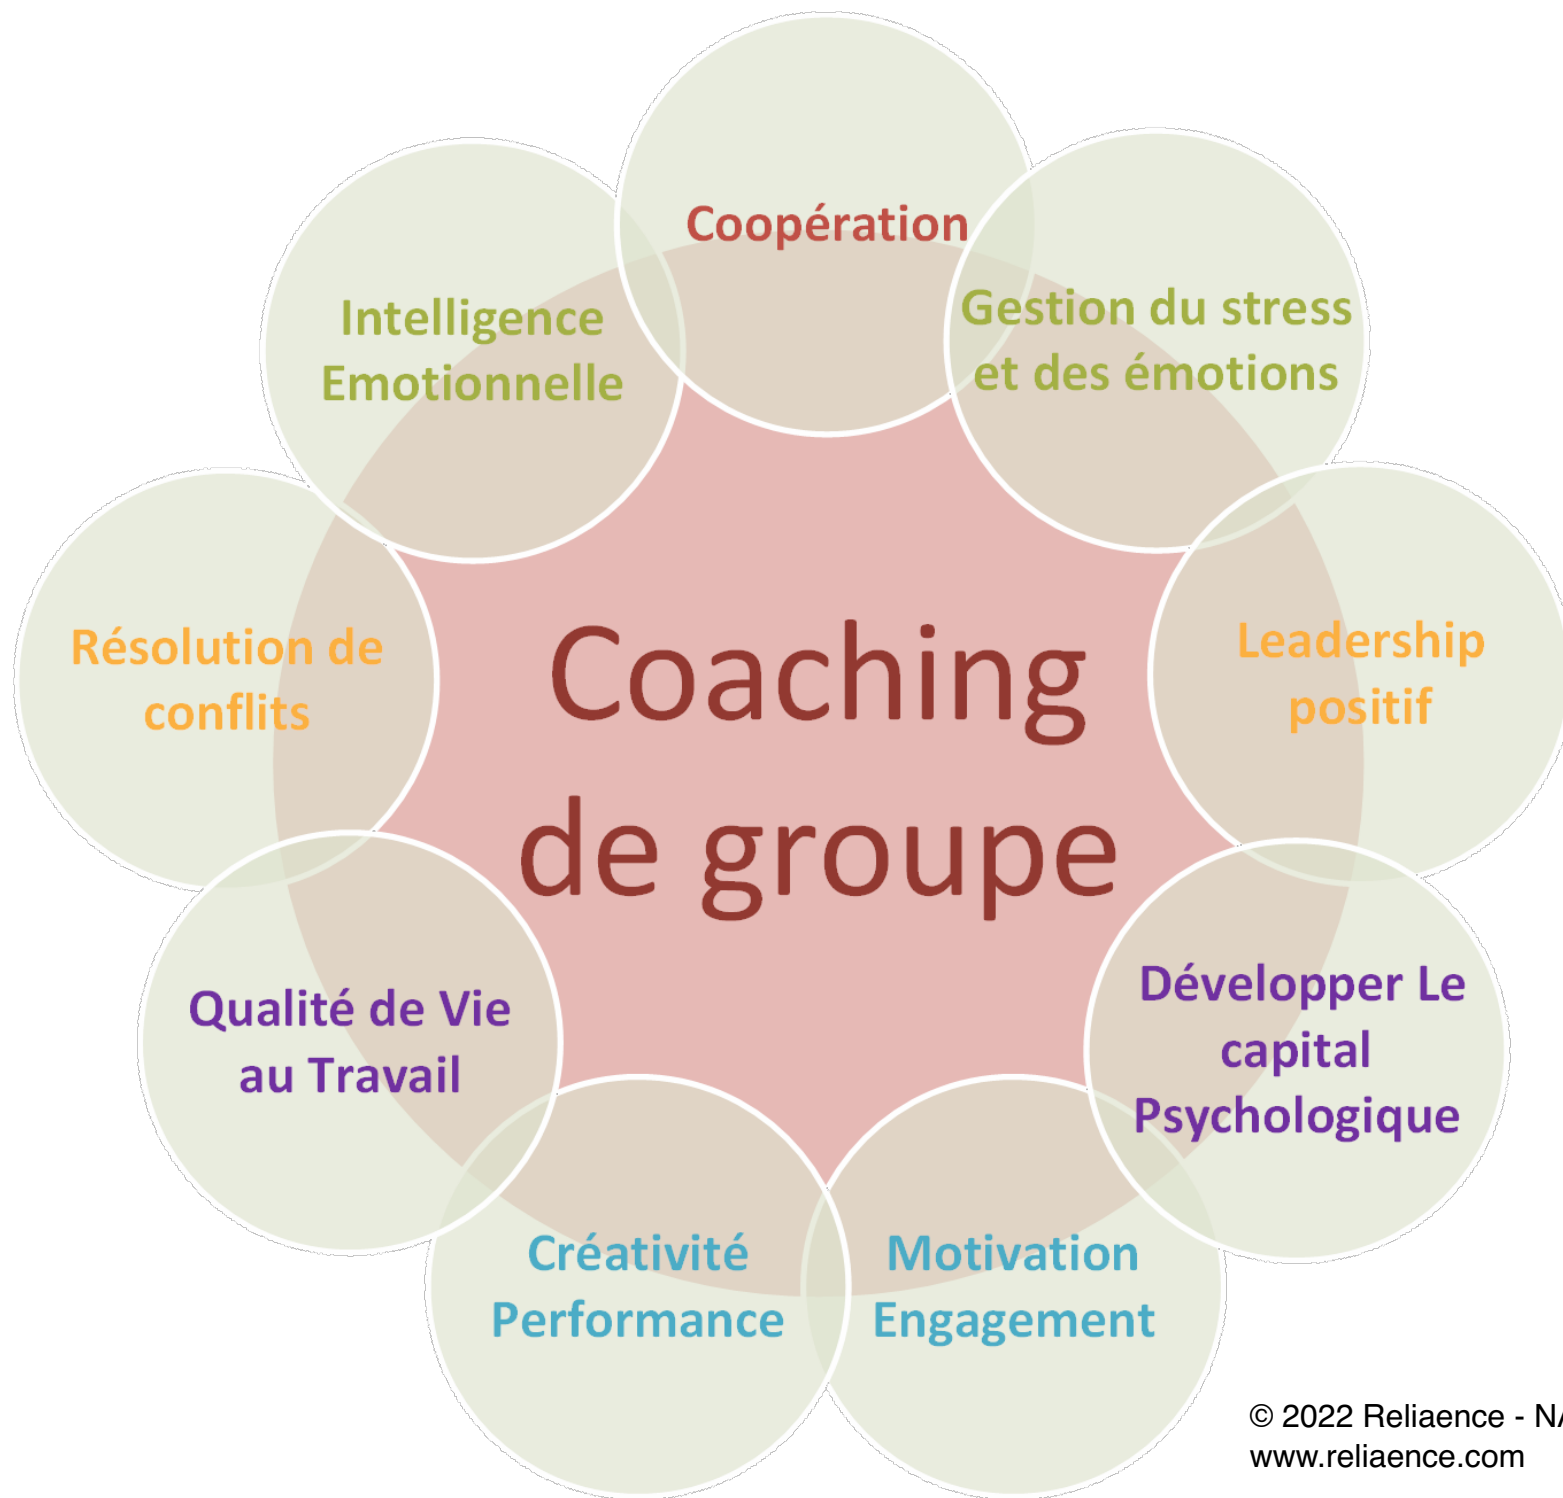 Coopération
Gestion du stress
et des émotions
Intelligence
Emotionnelle
Leadership
positif
Résolution de
conflits
Coaching
de groupe
Développer Le
capital
Psychologique
Qualité de Vie
au Travail
Motivation
Engagement
Créativité
Performance
© 2022 Reliaence -
www.reliaence.com